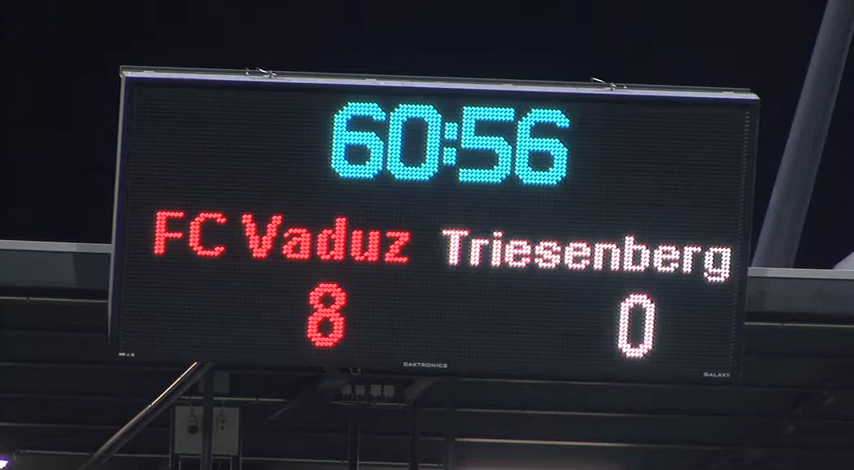 60:56
FC Vaduz Triesenberg
8 0
DAKTRONICS
GALAXY